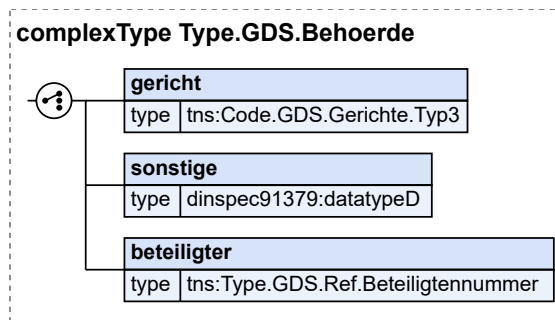 complexType Type.GDS.Behoerde
gericht
type tns:Code.GDS.Gerichte.Typ3
sonstige
type dinspec91379:datatypeD
beteiligter
type tns:Type.GDS.Ref.Beteiligtennummer